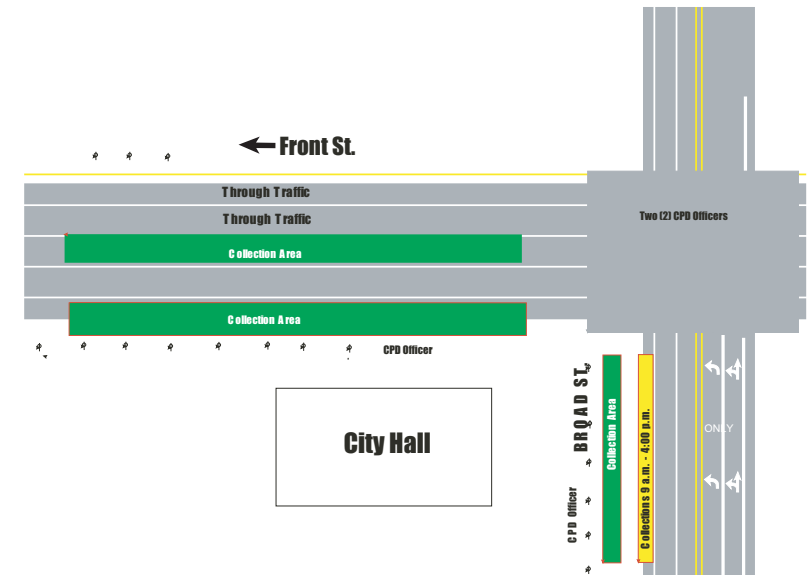 Front St.
Through Traffic
Through Traffic
Two (2) CPD Officers
Collection Area
Collection Area
CPD Officer
BROAD ST.
Collection Area
Collections 9 a.m. - 4:00 p.m.
ONLY
City Hall
CPD Officer